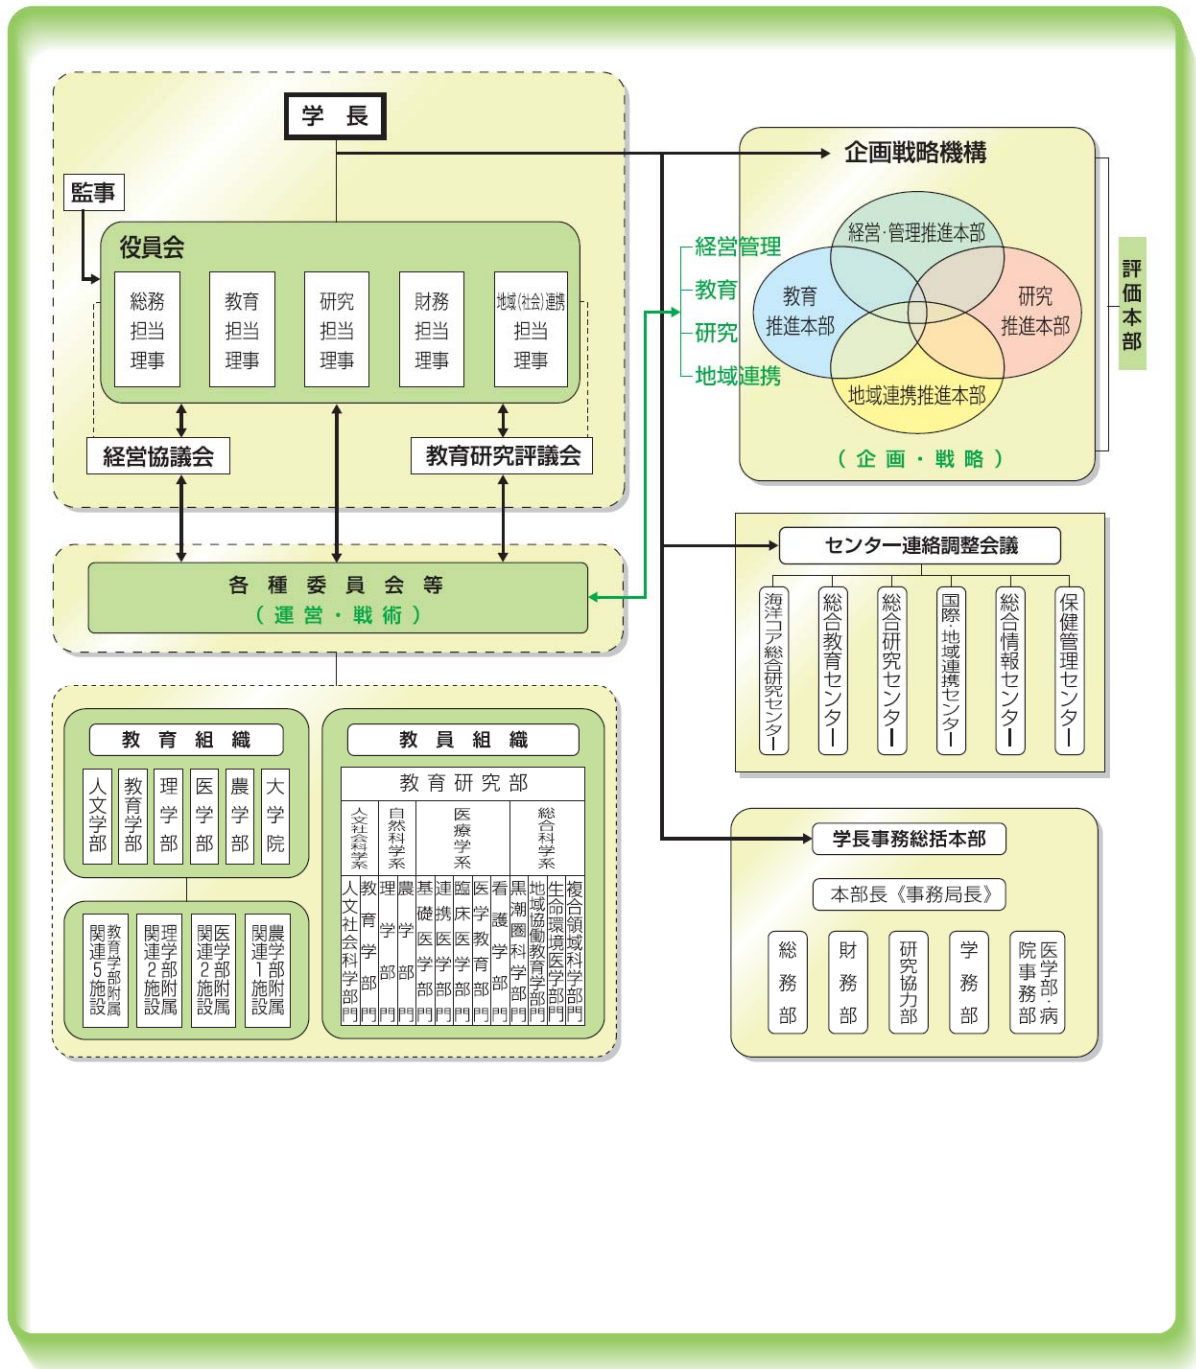 学 長
監事
役員会
総務
担当
理事
教育
担当
理事
研究
担当
理事
財務
担当
理事
地域(社会)連携
担当
理事
経営協議会
教育研究評議会
各 種 委 員 会 等
( 運 営 ・ 戦 術 )
企画戦略機構
経営管理
教育
研究
地域連携
経営・管理推進本部
教育
推進本部
研究
推進本部
地域連携推進本部
( 企 画 ・ 戦 略 )
評価本部
センター連絡調整会議
海洋コア総合研究センター
総合教育センター
総合研究センター
国際・地域連携センター
総合情報センター
保健管理センター
教 育 組 織
人文学部
教育学部
理学部
医学部
農学部
大学院
教育学部附属
関連5施設
理学部附属
関連2施設
医学部附属
関連2施設
農学部附属
関連1施設
教 員 組 織
教 育 研 究 部
人文社会科学系
自然科学系
医療学系
総合科学系
人文社会科学部門
教育学部門
理学部門
農学部門
基礎医学部門
連携医学部門
臨床医学部門
医学教育部門
看護学部門
黒潮圏科学部門
地域協働教育学部門
生命環境医学部門
複合領域科学部門
学長事務総括本部
本部長《事務局長》
総務部
財務部
研究協力部
学務部
医学部・病
院事務部